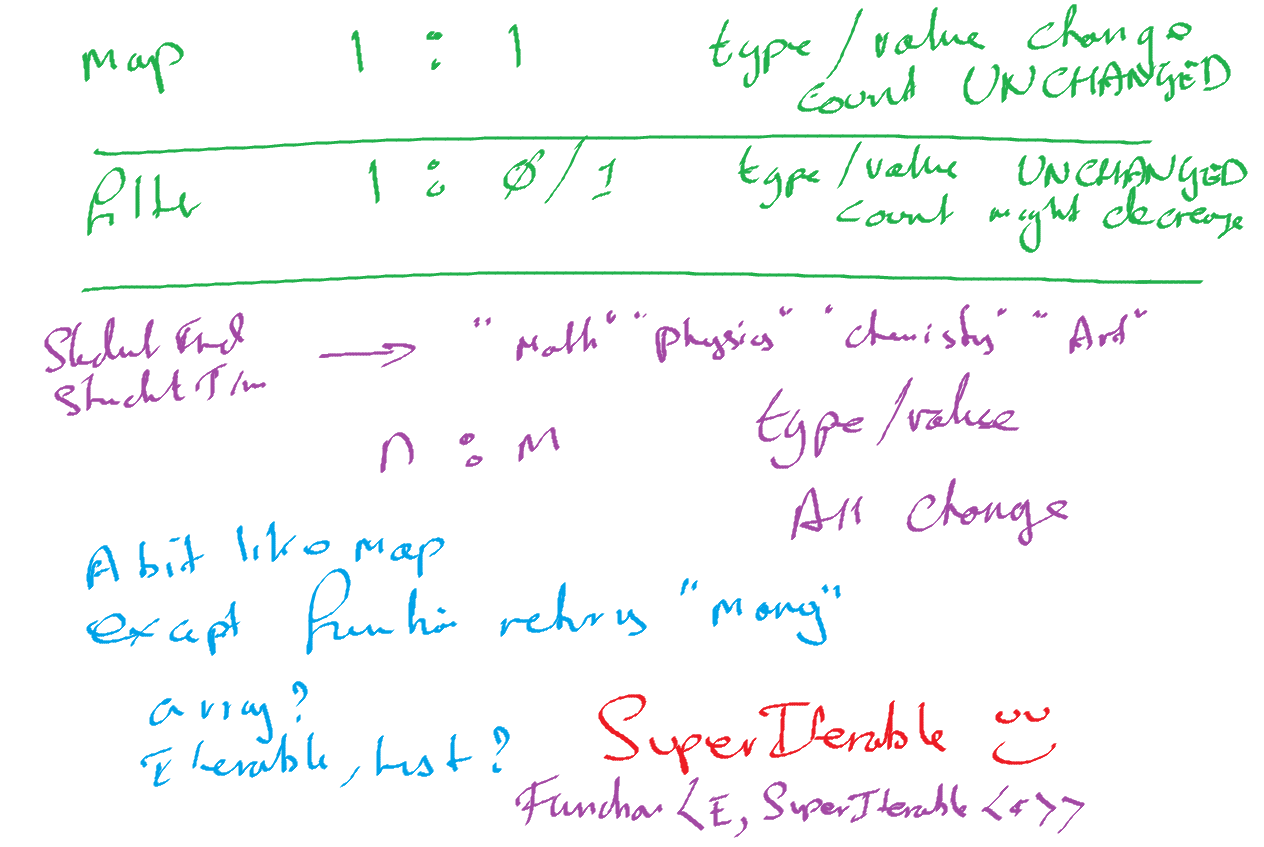 map 1 : 1 type / value change
count UNCHANGED
filter 1 : 0/1 type / value UNCHANGED
count might decrease
Student Fred
Student Jim → "Math" "Physics" "Chemistry" "Art"
n : m type / value
All change
A bit like map
except function returns "many"
array?
Iterable, List?
SuperIterable
Function <E, SuperIterable <F>>